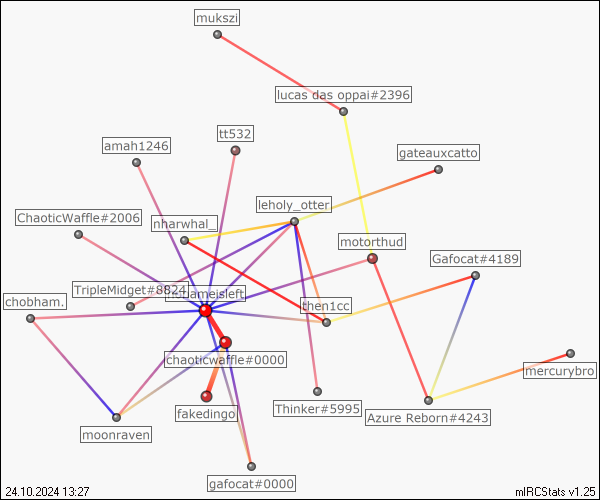 mukszi
lucas das oppai#2396
tt532
amah1246
gateauxcatto
leholy_otter
ChaoticWaffle#2006
nharwhal_
motorthud
Gafocat#4189
TripleMidget#8824
chobham.
then1cc
chaoticwaffle#0000
mercurybro
fakedingo
Thinker#5995
Azure Reborn#4243
moonraven
gafocat#0000
24.10.2024 13:27
mIRCStats v1.25